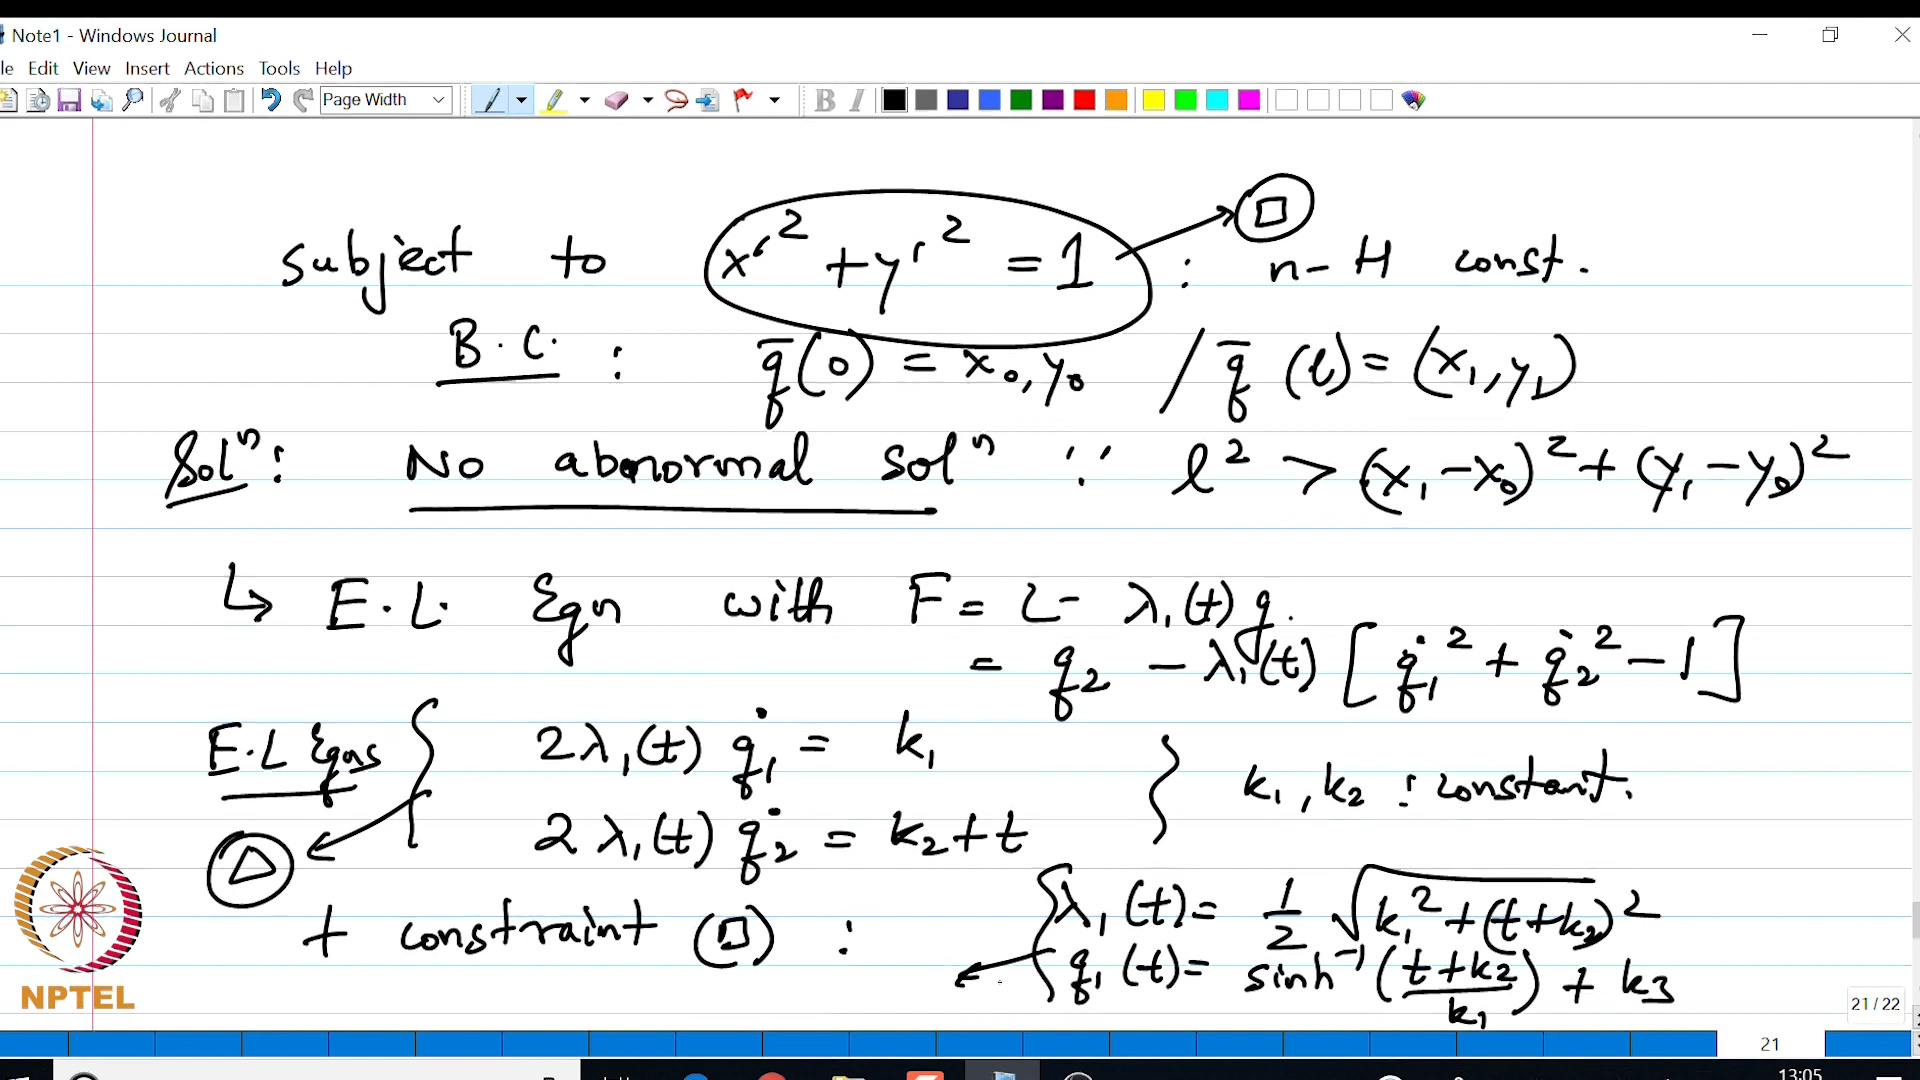 Note1 - Windows Journal
le Edit View Insert Actions Tools Help
Page Width B I
□
subject to x'² + y'² = 1 : n-H const.
B.C. : q̄(0) = x₀, y₀ / q̄(l) = (x₁, y₁)
Solⁿ: No abnormal solⁿ ∵ l² > (x₁-x₀)² + (y₁-y₀)²
↳ E.L. Eqn with F = L - λ₁(t) g.
= q₂ - λ₁(t) [q̇₁² + q̇₂² - 1]
E.L Eqns { 2λ₁(t) q̇₁ = k₁
2λ₁(t) q̇₂ = k₂ + t } k₁, k₂ : constant.
△
+ constraint (□) : { λ₁(t) = 1/2 √(k₁² + (t+k₂)²)
q₁(t) = sinh⁻¹((t+k₂)/k₁) + k₃
NPTEL
21 / 22
21
13:05